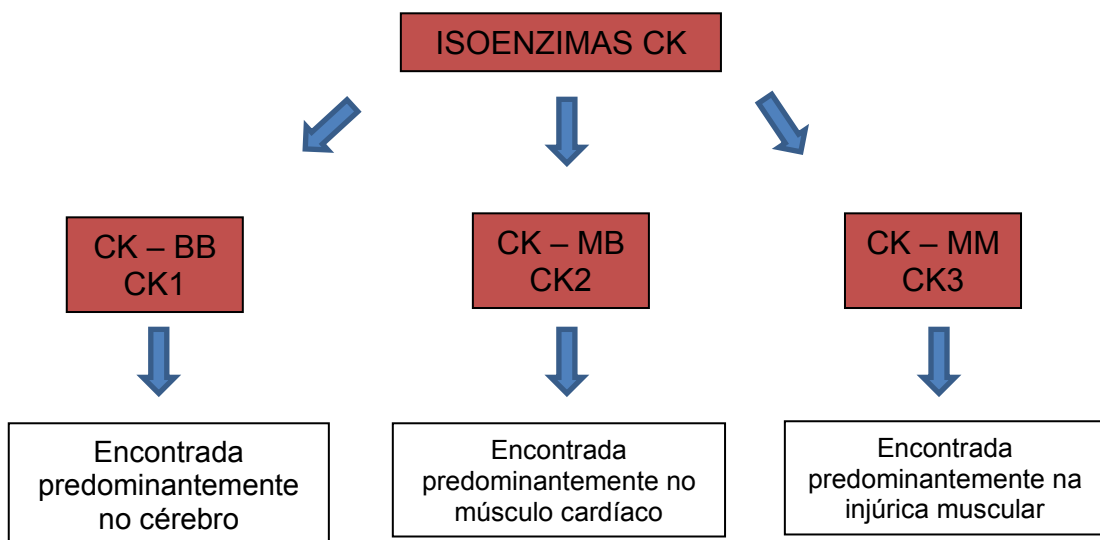 ISOENZIMAS CK
CK – BB
CK1
CK – MB
CK2
CK – MM
CK3
Encontrada
predominantemente
no cérebro
Encontrada
predominantemente no
músculo cardíaco
Encontrada
predominantemente na
injúrica muscular